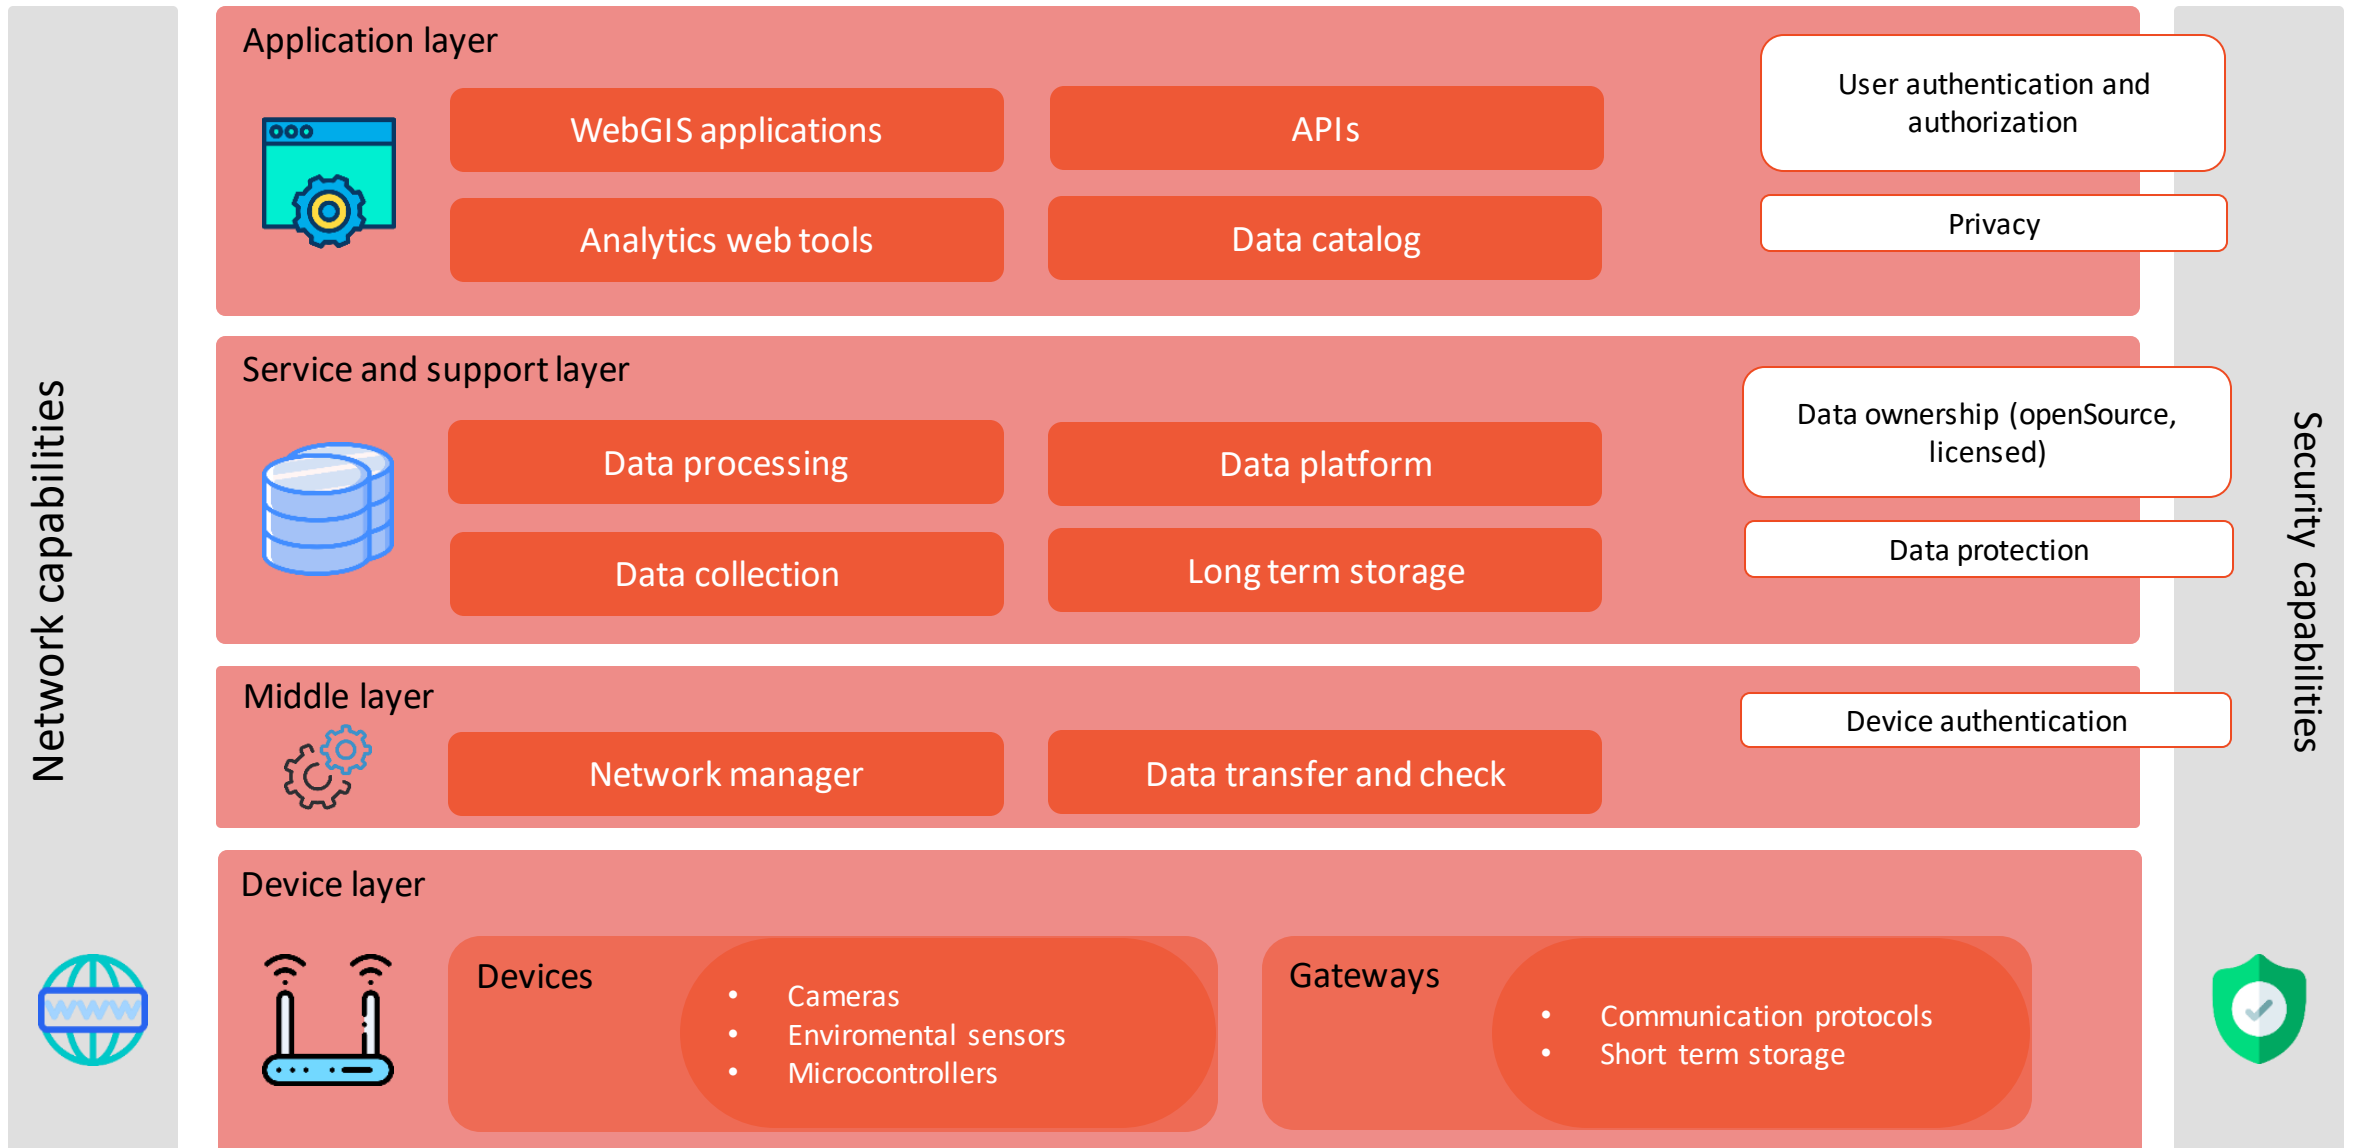 Network capabilities
Application layer
WebGIS applications
APIs
Analytics web tools
Data catalog
User authentication and
authorization
Privacy
Service and support layer
Data processing
Data platform
Data collection
Long term storage
Data ownership (openSource,
licensed)
Data protection
Middle layer
Network manager
Data transfer and check
Device authentication
Device layer
Devices
• Cameras
• Enviromental sensors
• Microcontrollers
Gateways
• Communication protocols
• Short term storage
Security capabilities
WWW